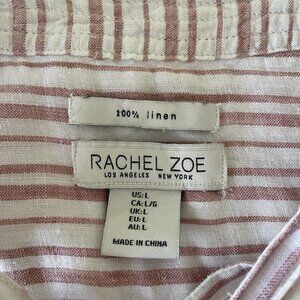 100% linen
RACHEL ZOE
LOS ANGELES NEW YORK
US:L
CA:L/G
UK:L
EU:L
AU:L
MADE IN CHINA